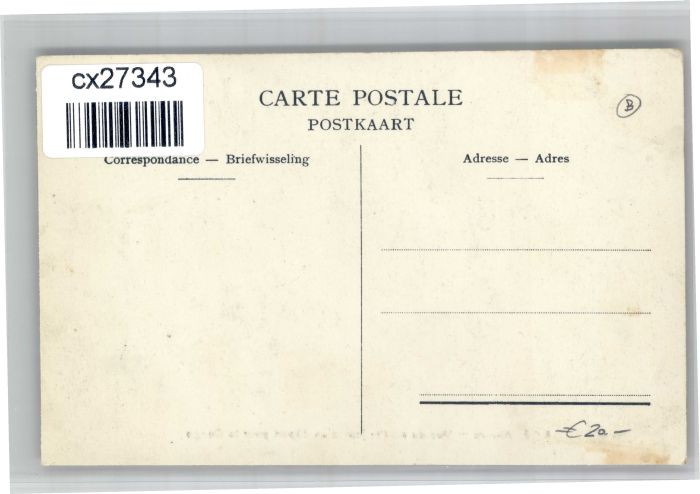 cx27343
CARTE POSTALE
POSTKAART
B
Correspondance — Briefwisseling
Adresse — Adres
€ 20 –